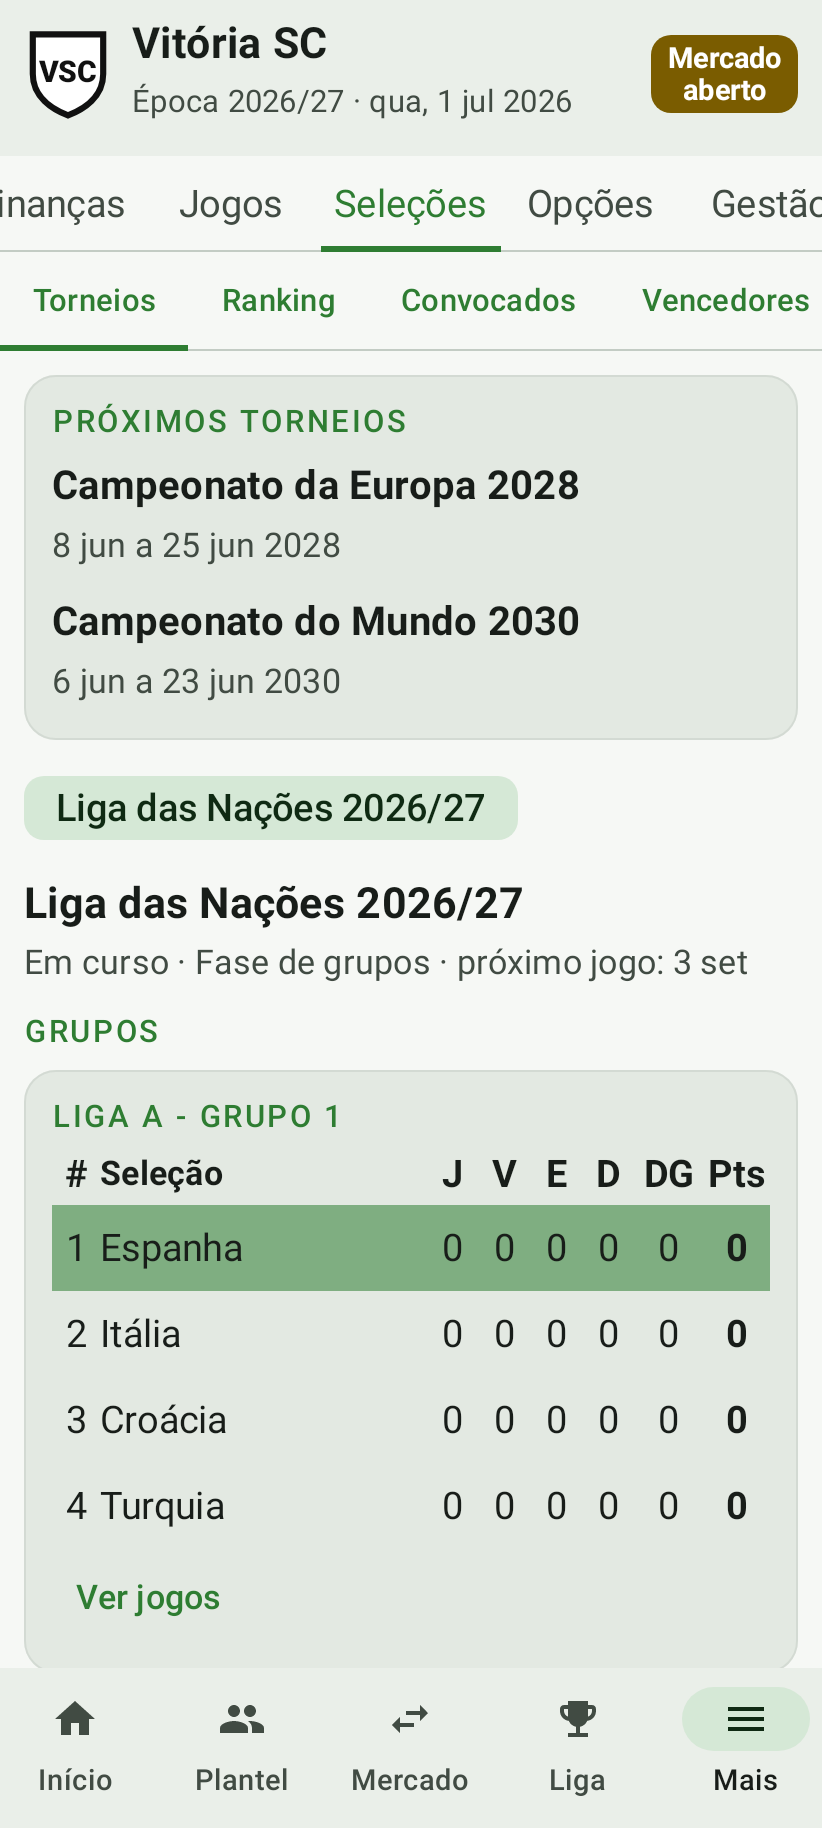 VSC
Vitória SC
Época 2026/27 · qua, 1 jul 2026
Mercado
aberto
inanças Jogos Seleções Opções Gestão
Torneios Ranking Convocados Vencedores
PRÓXIMOS TORNEIOS
Campeonato da Europa 2028
8 jun a 25 jun 2028
Campeonato do Mundo 2030
6 jun a 23 jun 2030
Liga das Nações 2026/27
Liga das Nações 2026/27
Em curso · Fase de grupos · próximo jogo: 3 set
GRUPOS
LIGA A - GRUPO 1
# Seleção J V E D DG Pts
1 Espanha 0 0 0 0 0 0
2 Itália 0 0 0 0 0 0
3 Croácia 0 0 0 0 0 0
4 Turquia 0 0 0 0 0 0
Ver jogos
Início Plantel Mercado Liga Mais